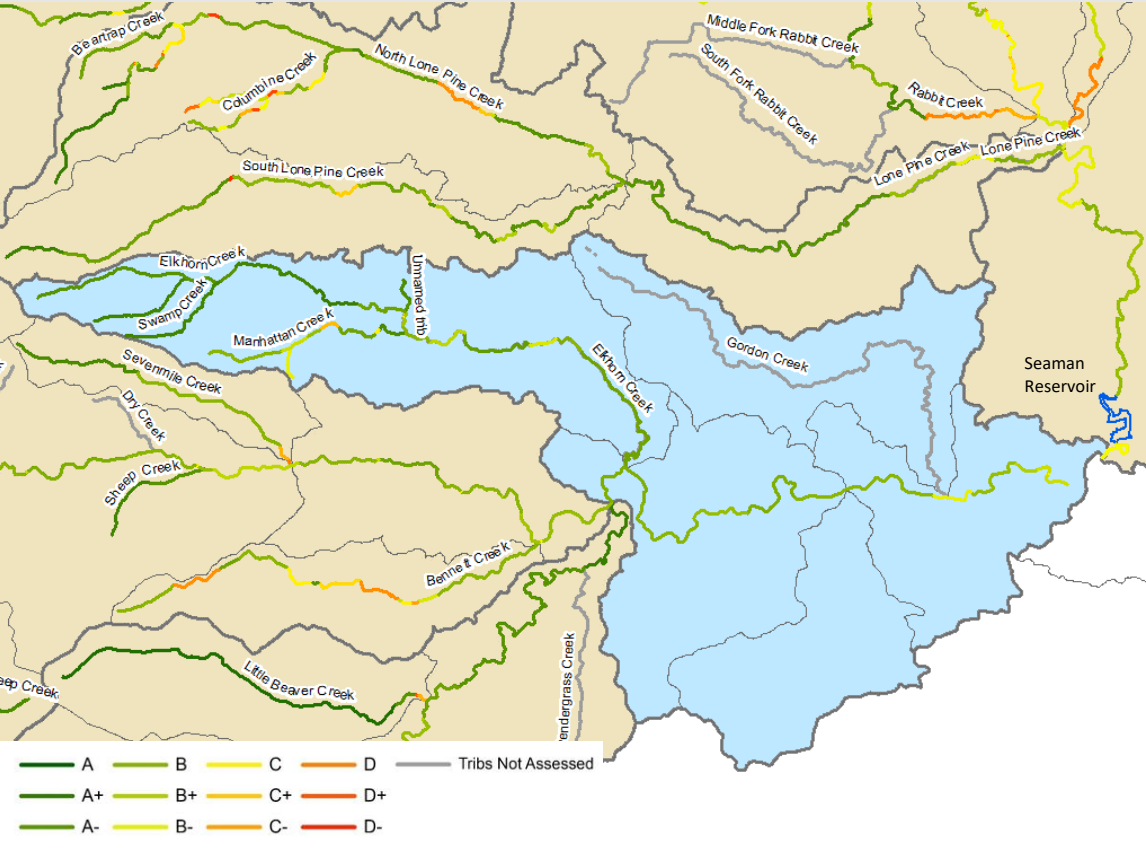 Beartrap Creek
Columbine Creek
North Lone Pine Creek
Middle Fork Rabbit Creek
South Fork Rabbit Creek
Rabbit Creek
Lone Pine Creek
Lone Pine Creek
South Lone Pine Creek
Elkhorn Creek
Swamp Creek
Unnamed trib
Manhattan Creek
Gordon Creek
Elkhorn Creek
Seaman
Reservoir
Sevenmile Creek
Dry Creek
Sheep Creek
Bennett Creek
Little Beaver Creek
eep Creek
endergrass Creek
A B C D Tribs Not Assessed
A+ B+ C+ D+
A- B- C- D-